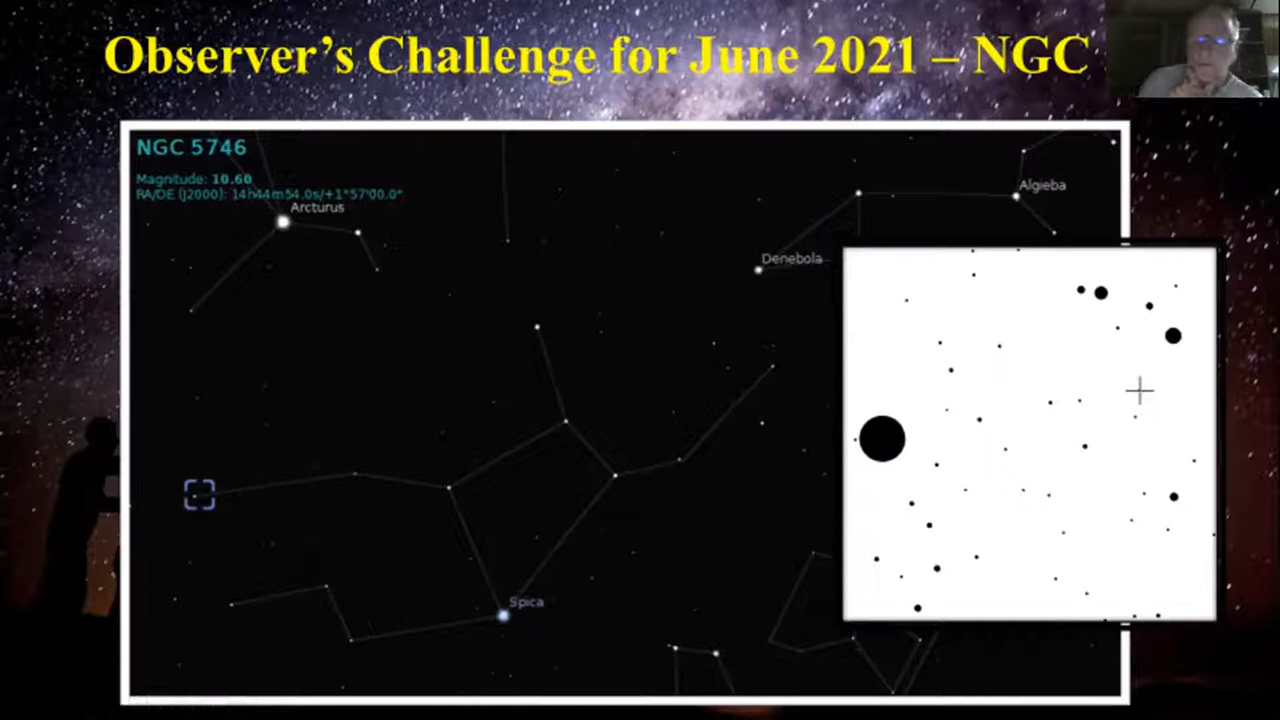 Observer's Challenge for June 2021 – NGC
NGC 5746
Magnitude: 10.60
RA/DE (J2000): 14h44m54.0s/+1°57'00.0"
Arcturus
Algieba
Denebola
Spica